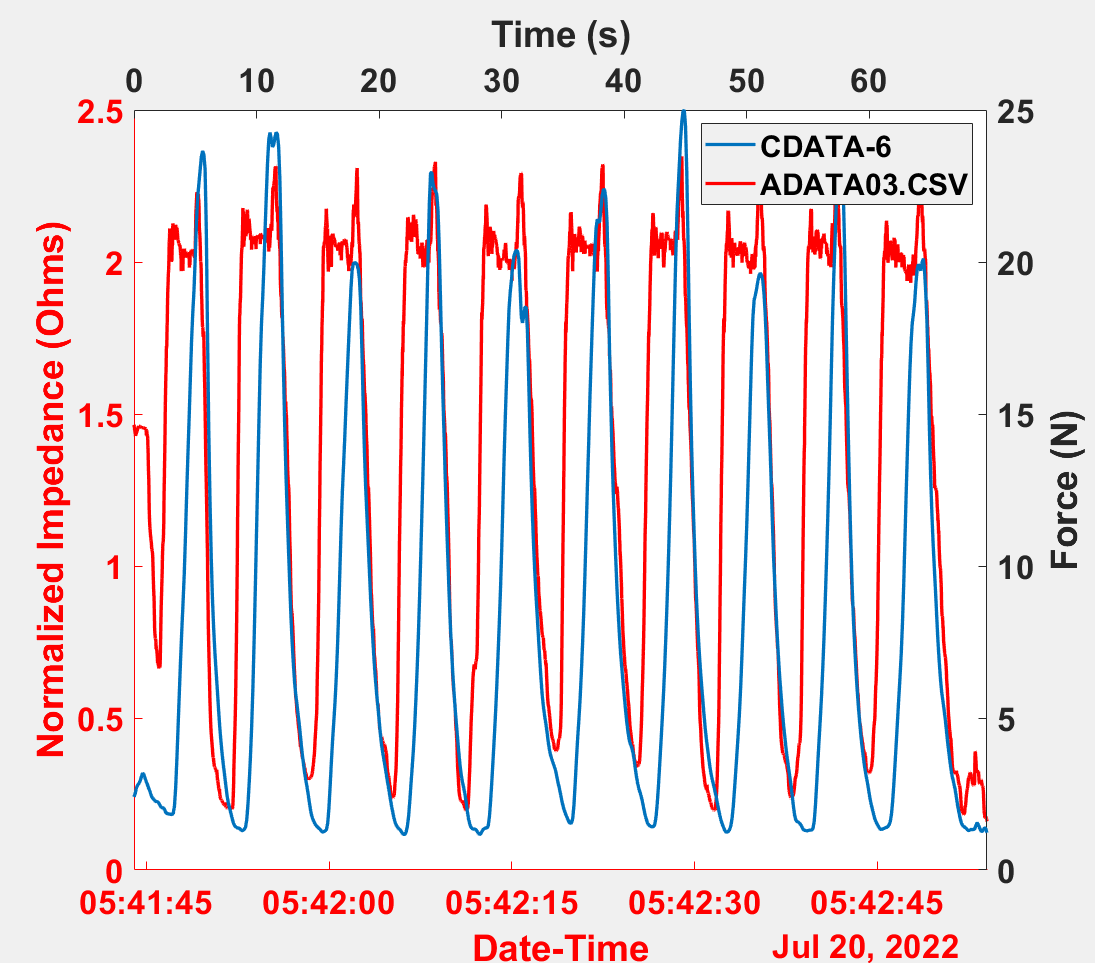 Time (s)
0 10 20 30 40 50 60
2.5 25
CDATA-6
ADATA03.CSV
2 20
1.5 15
Normalized Impedance (Ohms)
Force (N)
1 10
0.5 5
0 0
05:41:45 05:42:00 05:42:15 05:42:30 05:42:45
Date-Time Jul 20, 2022